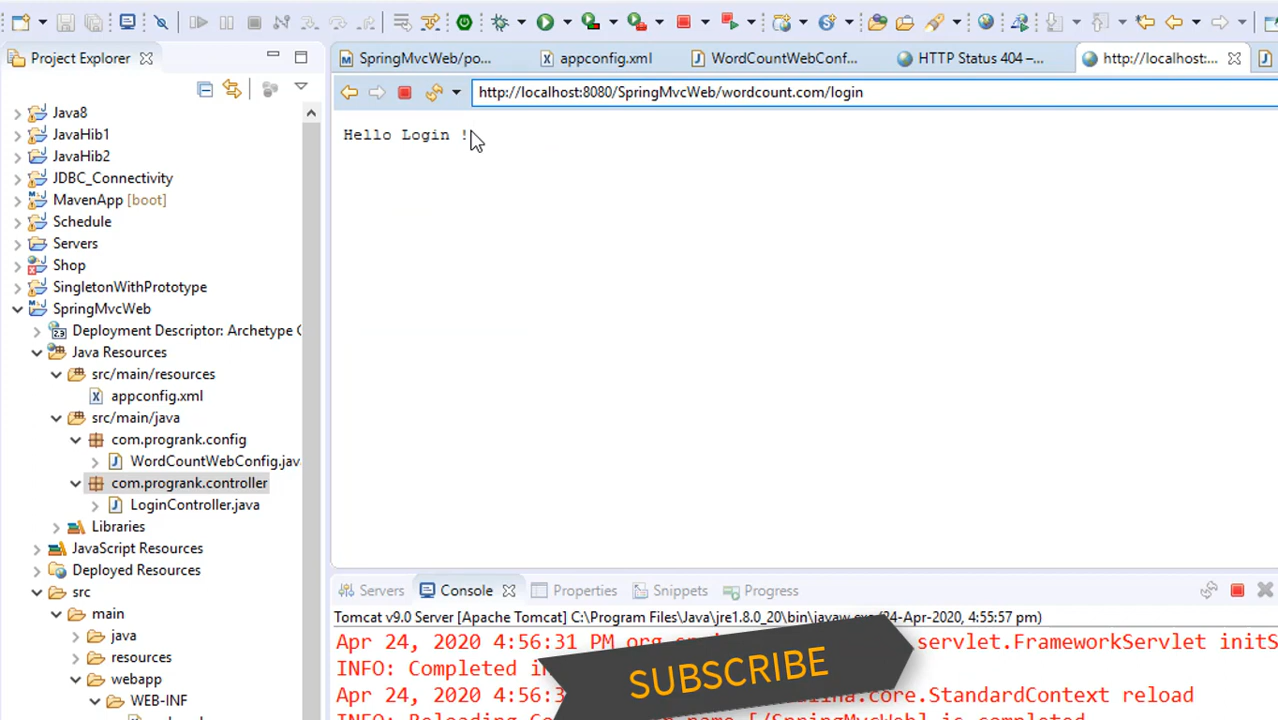 Project Explorer
SpringMvcWeb/po...
appconfig.xml
WordCountWebConf...
HTTP Status 404 –...
http://localhost:...
http://localhost:8080/SpringMvcWeb/wordcount.com/login
Hello Login !
Java8
JavaHib1
JavaHib2
JDBC_Connectivity
MavenApp [boot]
Schedule
Servers
Shop
SingletonWithPrototype
SpringMvcWeb
Deployment Descriptor: Archetype C
Java Resources
src/main/resources
appconfig.xml
src/main/java
com.progrank.config
WordCountWebConfig.jav
com.progrank.controller
LoginController.java
Libraries
JavaScript Resources
Deployed Resources
src
main
java
resources
webapp
WEB-INF
Servers
Console
Properties
Snippets
Progress
Tomcat v9.0 Server [Apache Tomcat] C:\Program Files\Java\jre1.8.0_20\bin\javaw.exe (24-Apr-2020, 4:55:57 pm)
Apr 24, 2020 4:56:31 PM servlet.FrameworkServlet initS
INFO: Completed
Apr 24, 2020 4:56:3 .core.StandardContext reload
INFO: [/SpringMvcWeb] is completed
SUBSCRIBE